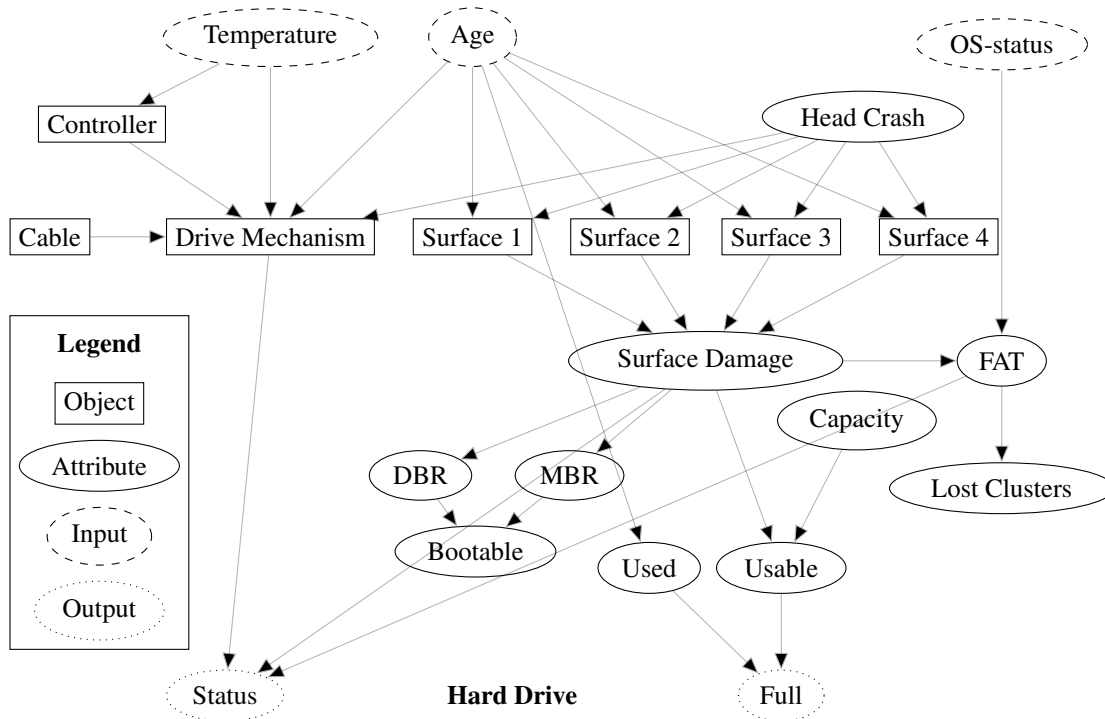 Temperature
Age
OS-status
Controller
Head Crash
Cable
Drive Mechanism
Surface 1
Surface 2
Surface 3
Surface 4
Legend
Object
Attribute
Input
Output
Surface Damage
FAT
Capacity
DBR
MBR
Lost Clusters
Bootable
Used
Usable
Status
Hard Drive
Full